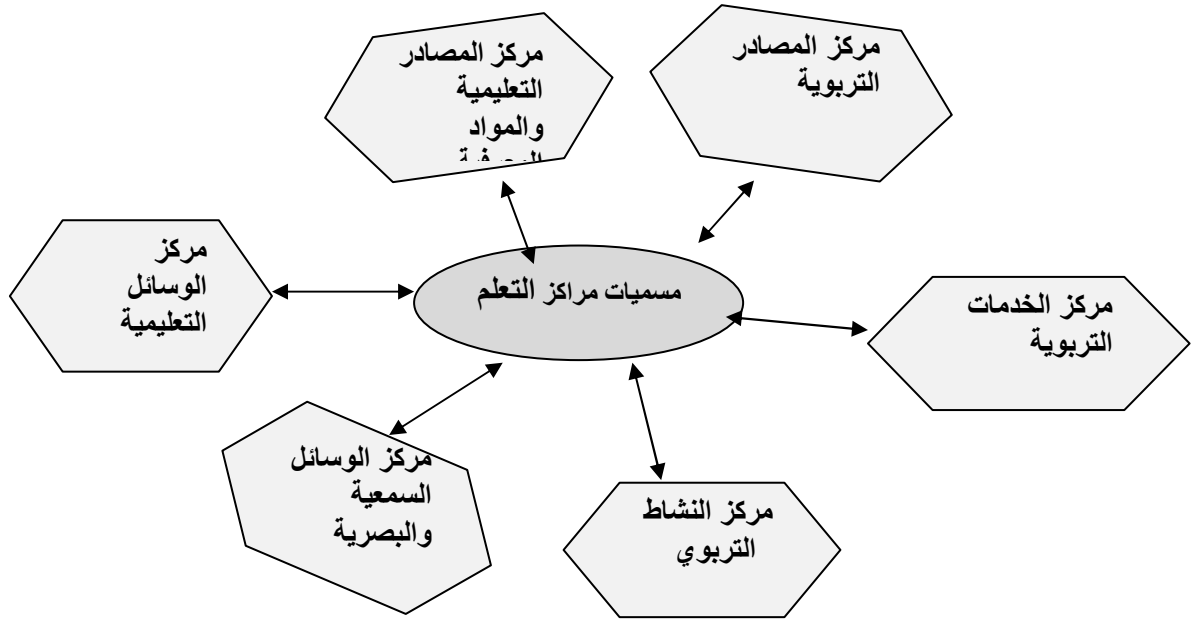 مركز المصادر
التعليمية
والمواد
مركز المصادر
التربوية
مركز
الوسائل
التعليمية
مسميات مراكز التعلم
مركز الخدمات
التربوية
مركز الوسائل
السمعية
والبصرية
مركز النشاط
التربوي